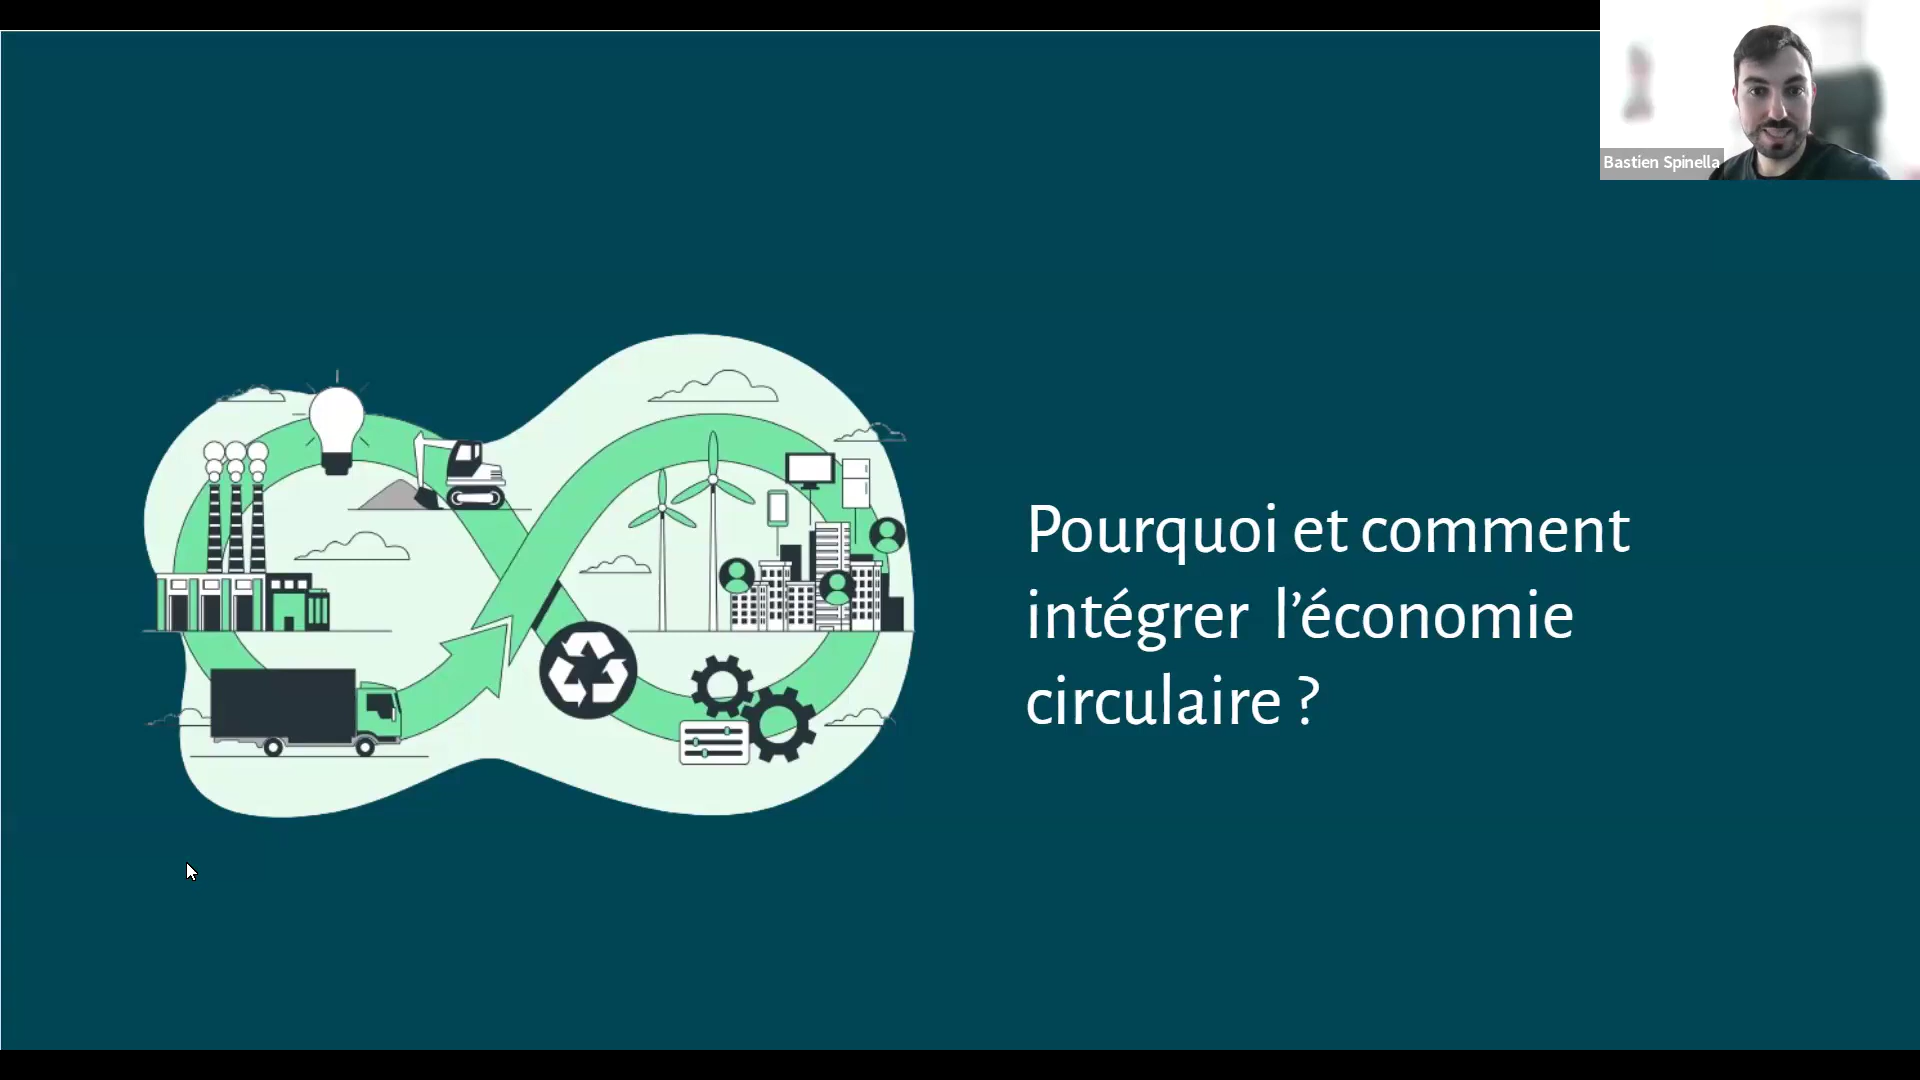 Bastien Spinella
Pourquoi et comment
intégrer l’économie
circulaire ?